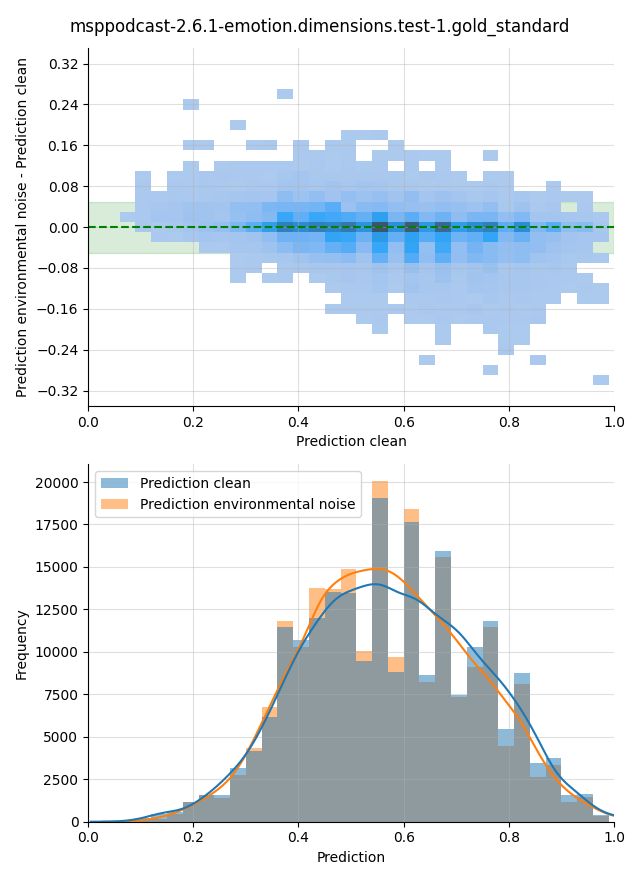 msppodcast-2.6.1-emotion.dimensions.test-1.gold_standard
Prediction environmental noise - Prediction clean
0.32
0.24
0.16
0.08
0.00
−0.08
−0.16
−0.24
−0.32
0.0 0.2 0.4 0.6 0.8 1.0
Prediction clean
Frequency
20000
17500
15000
12500
10000
7500
5000
2500
0
Prediction clean
Prediction environmental noise
0.0 0.2 0.4 0.6 0.8 1.0
Prediction